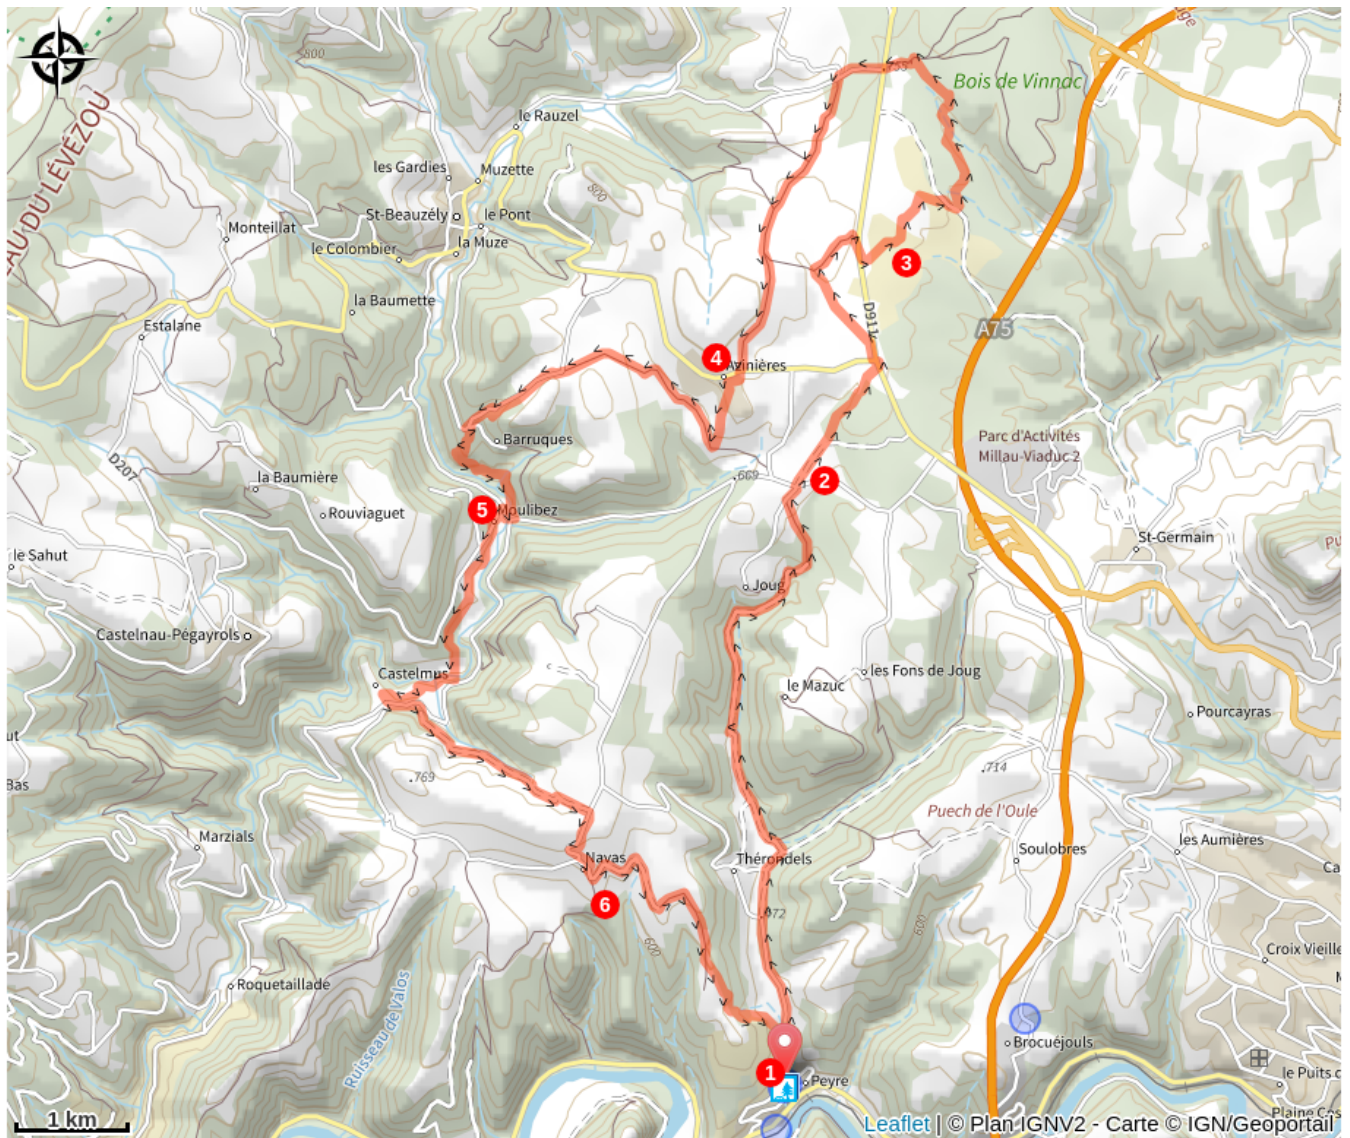 Bois de Vinnac
800
le Rauzel
les Gardies
Muzette
800
St-Beauzély
le Pont
Monteillat
le Colombier
la Muze
3
la Baumette
D911
A75
Estalane
4
Azinières
Parc d'Activités
Millau-Viaduc 2
Barruques
D207
la Baumière
669
2
Rouviaguet
5
Moulibez
St-Germain
le Sahut
Joug
Castelnau-Pégayrols
Castelmus
les Fons de Joug
le Mazuc
Pourcayras
.769
.714
Puech de l'Oule
Marzials
les Aumières
Soulobres
Navas
Thérondels
6
672
600
600
Croix Vieille
Roquetaillade
Ruisseau de Valos
Brocuéjouls
1
Peyre
le Puits
1 km
Leaflet | © Plan IGNV2 - Carte © IGN/Geoportail